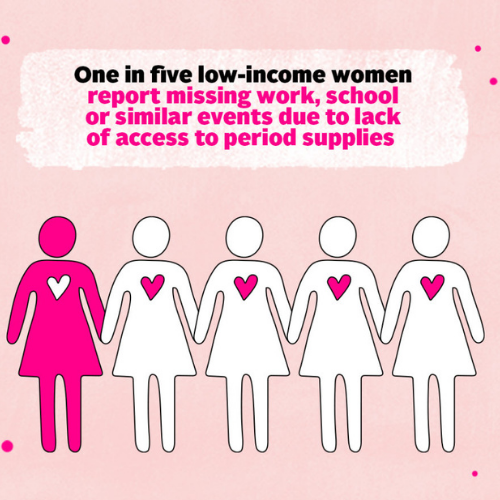 One in five low-income women
report missing work, school
or similar events due to lack
of access to period supplies